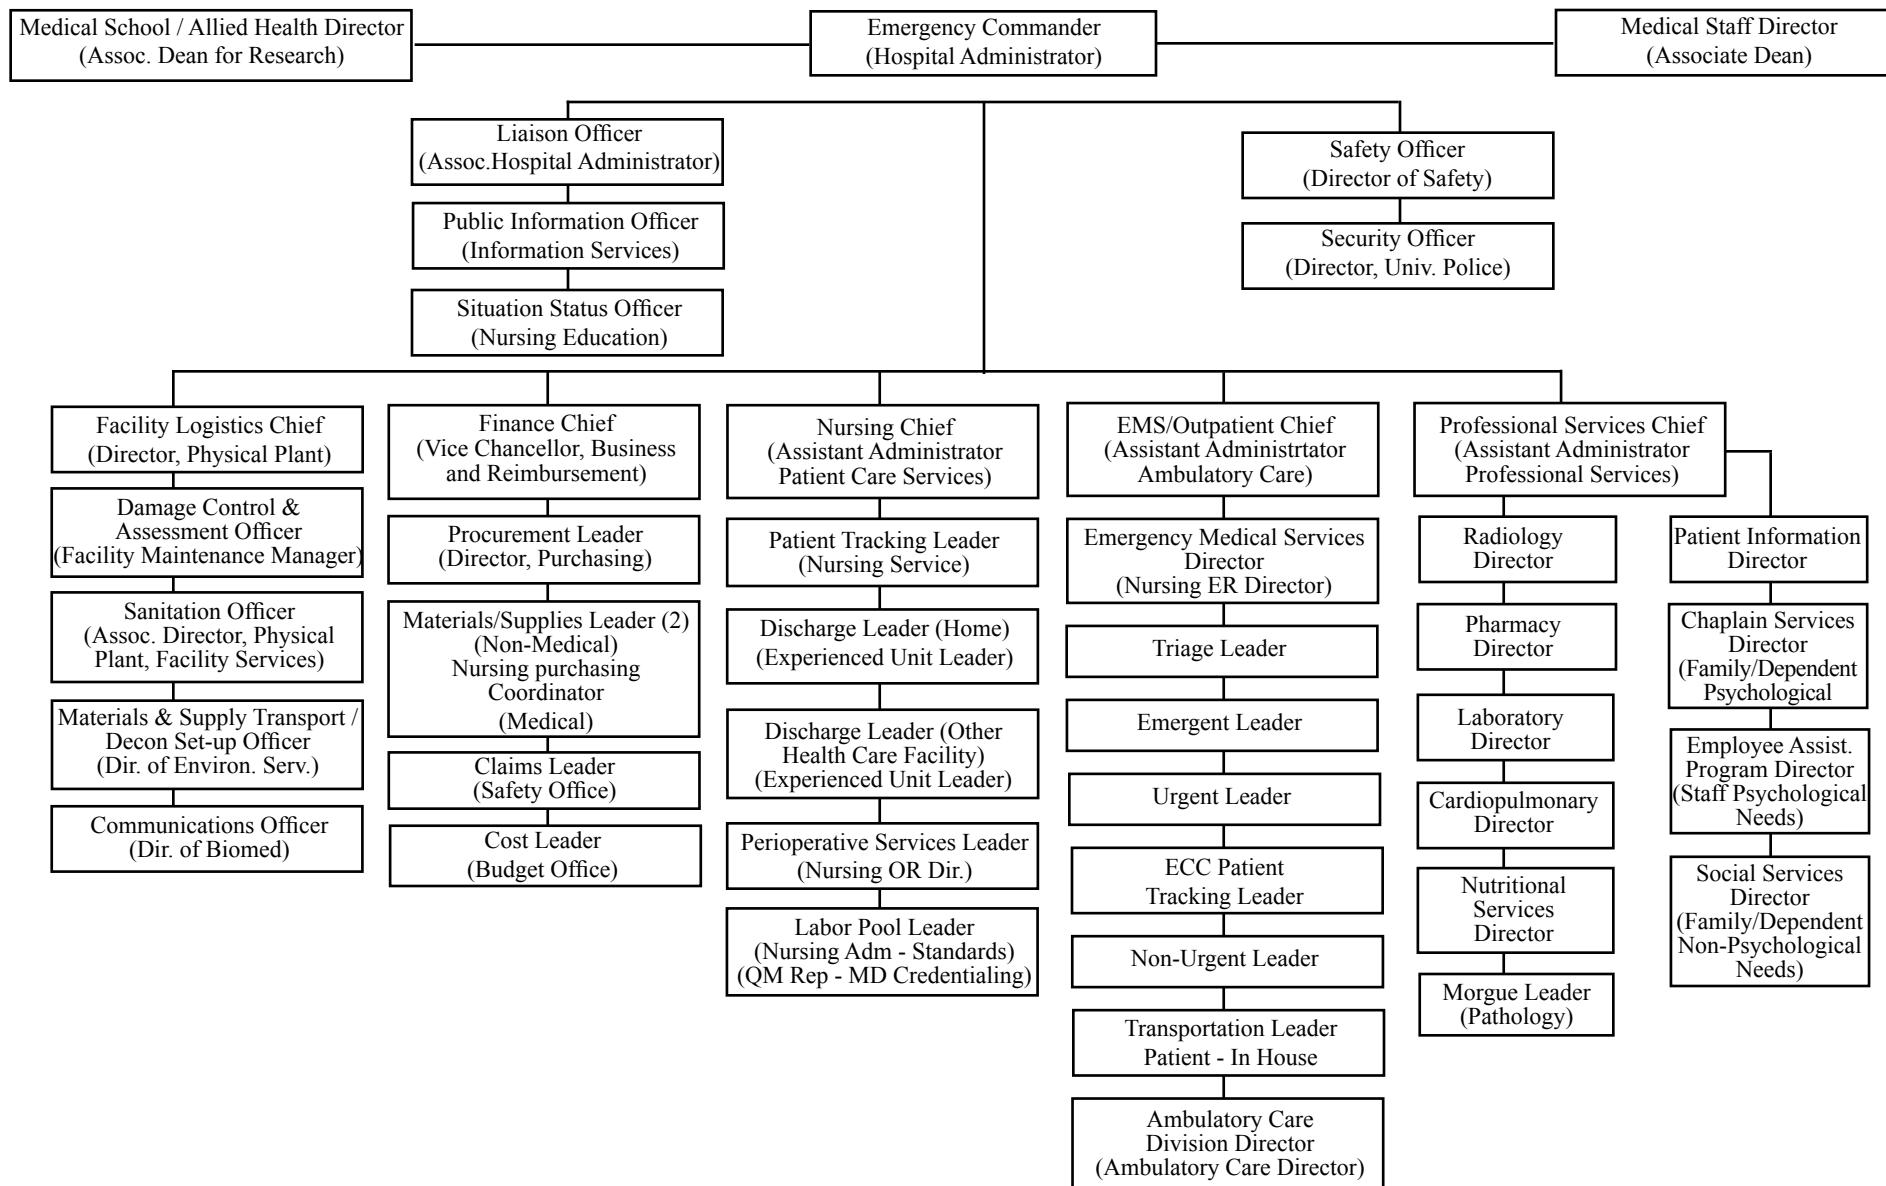 Medical School / Allied Health Director
(Assoc. Dean for Research)
Emergency Commander
(Hospital Administrator)
Medical Staff Director
(Associate Dean)
Liaison Officer
(Assoc.Hospital Administrator)
Public Information Officer
(Information Services)
Situation Status Officer
(Nursing Education)
Safety Officer
(Director of Safety)
Security Officer
(Director, Univ. Police)
Facility Logistics Chief
(Director, Physical Plant)
Damage Control &
Assessment Officer
(Facility Maintenance Manager)
Sanitation Officer
(Assoc. Director, Physical
Plant, Facility Services)
Materials & Supply Transport /
Decon Set-up Officer
(Dir. of Environ. Serv.)
Communications Officer
(Dir. of Biomed)
Finance Chief
(Vice Chancellor, Business
and Reimbursement)
Procurement Leader
(Director, Purchasing)
Materials/Supplies Leader (2)
(Non-Medical)
Nursing purchasing
Coordinator
(Medical)
Claims Leader
(Safety Office)
Cost Leader
(Budget Office)
Nursing Chief
(Assistant Administrator
Patient Care Services)
Patient Tracking Leader
(Nursing Service)
Discharge Leader (Home)
(Experienced Unit Leader)
Discharge Leader (Other
Health Care Facility)
(Experienced Unit Leader)
Perioperative Services Leader
(Nursing OR Dir.)
Labor Pool Leader
(Nursing Adm - Standards)
(QM Rep - MD Credentialing)
EMS/Outpatient Chief
(Assistant Administrtator
Ambulatory Care)
Emergency Medical Services
Director
(Nursing ER Director)
Triage Leader
Emergent Leader
Urgent Leader
ECC Patient
Tracking Leader
Non-Urgent Leader
Transportation Leader
Patient - In House
Ambulatory Care
Division Director
(Ambulatory Care Director)
Professional Services Chief
(Assistant Administrator
Professional Services)
Radiology
Director
Pharmacy
Director
Laboratory
Director
Cardiopulmonary
Director
Nutritional
Services
Director
Morgue Leader
(Pathology)
Patient Information
Director
Chaplain Services
Director
(Family/Dependent
Psychological
Employee Assist.
Program Director
(Staff Psychological
Needs)
Social Services
Director
(Family/Dependent
Non-Psychological
Needs)